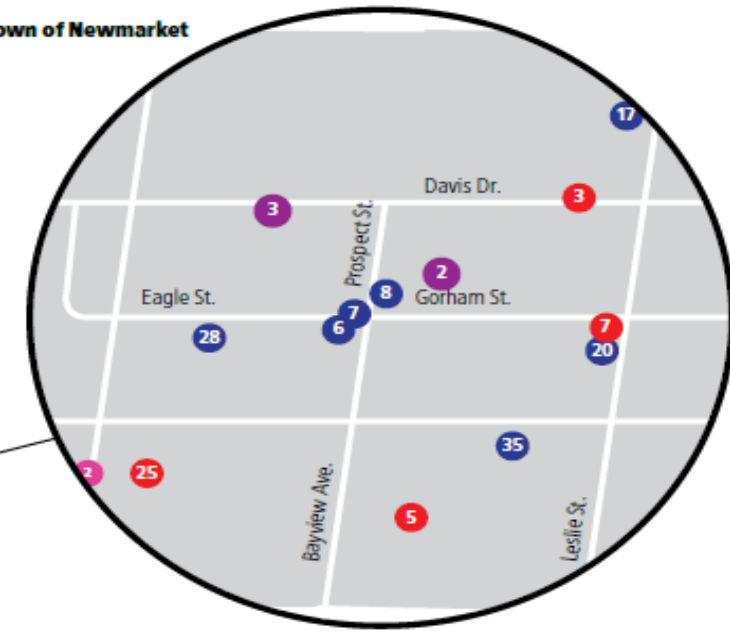 own of Newmarket
17
Davis Dr.
3
3
Prospect St.
2
8
Eagle St.
Gorham St.
7
6
7
28
20
35
2
25
Bayview Ave.
5
Leslie St.